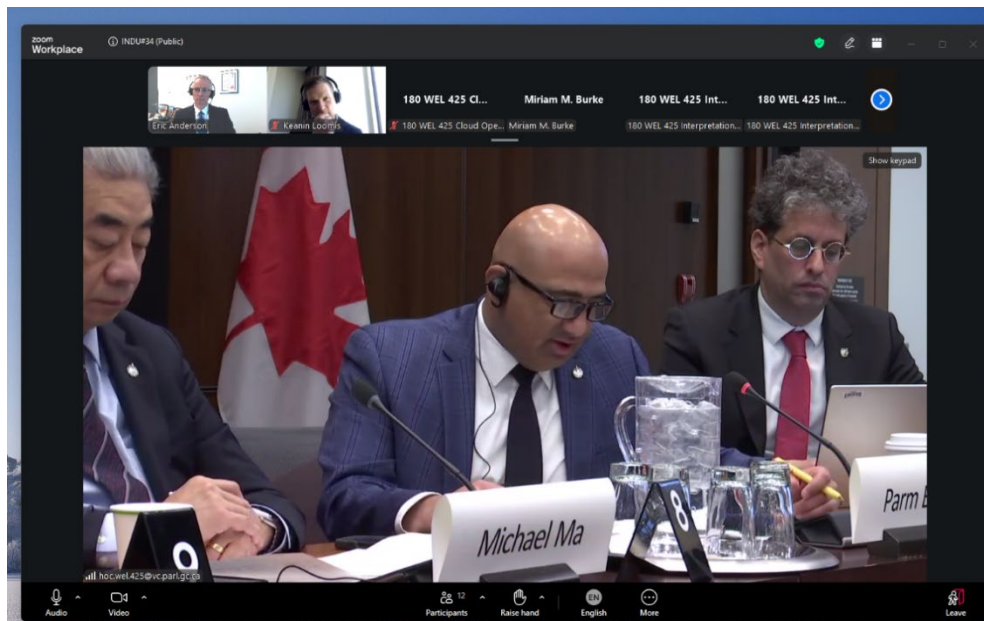 zoom
Workplace
INDU#34 (Public)
Eric Anderson
Keanin Loomis
180 WEL 425 Cl...
180 WEL 425 Cloud Ope...
Miriam M. Burke
Miriam M. Burke
180 WEL 425 Int...
180 WEL 425 Interpretation...
180 WEL 425 Int...
180 WEL 425 Interpretation...
Show keypad
Michael Ma
8
Parm
hoc.wel.425@vc.parl.gc.ca
Audio
Video
12
Participants
Raise hand
EN
English
More
Leave